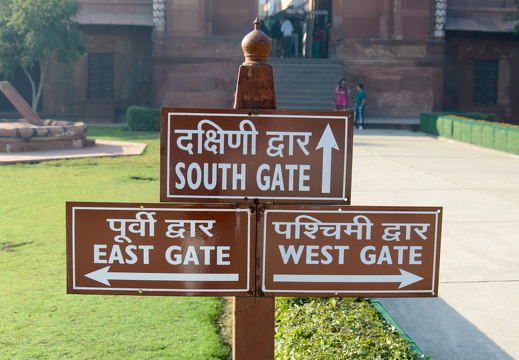 दक्षिणी द्वार
SOUTH GATE
पूर्वी द्वार
EAST GATE
पश्चिमी द्वार
WEST GATE